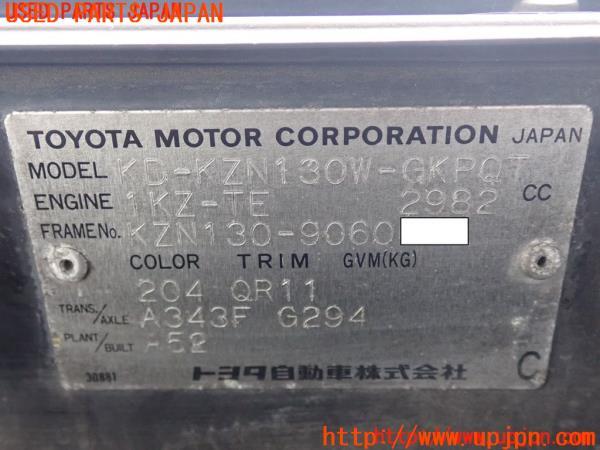 USED PARTS JAPAN
TOYOTA MOTOR CORPORATION JAPAN
MODEL KD-KZN130W-GKPQT
ENGINE 1KZ-TE 2982 CC
FRAME No. KZN130-9060
COLOR TRIM GVM(KG)
204 QR11
TRANS./AXLE A343F G294
PLANT/BUILT -52
30881 トヨタ自動車株式会社 C
http://www.upjpn.com/